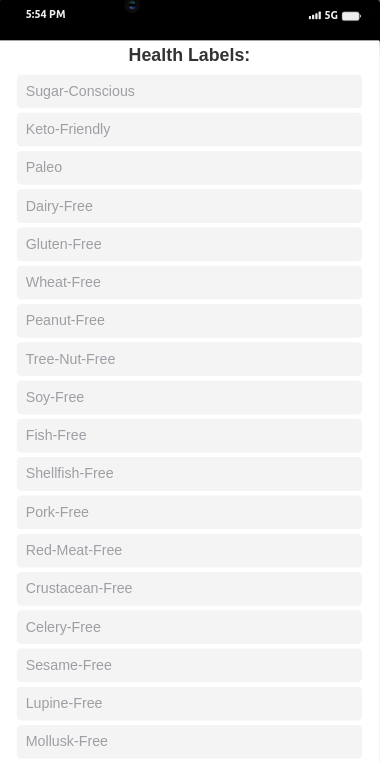 5:54 PM
5G
Health Labels:
Sugar-Conscious
Keto-Friendly
Paleo
Dairy-Free
Gluten-Free
Wheat-Free
Peanut-Free
Tree-Nut-Free
Soy-Free
Fish-Free
Shellfish-Free
Pork-Free
Red-Meat-Free
Crustacean-Free
Celery-Free
Sesame-Free
Lupine-Free
Mollusk-Free